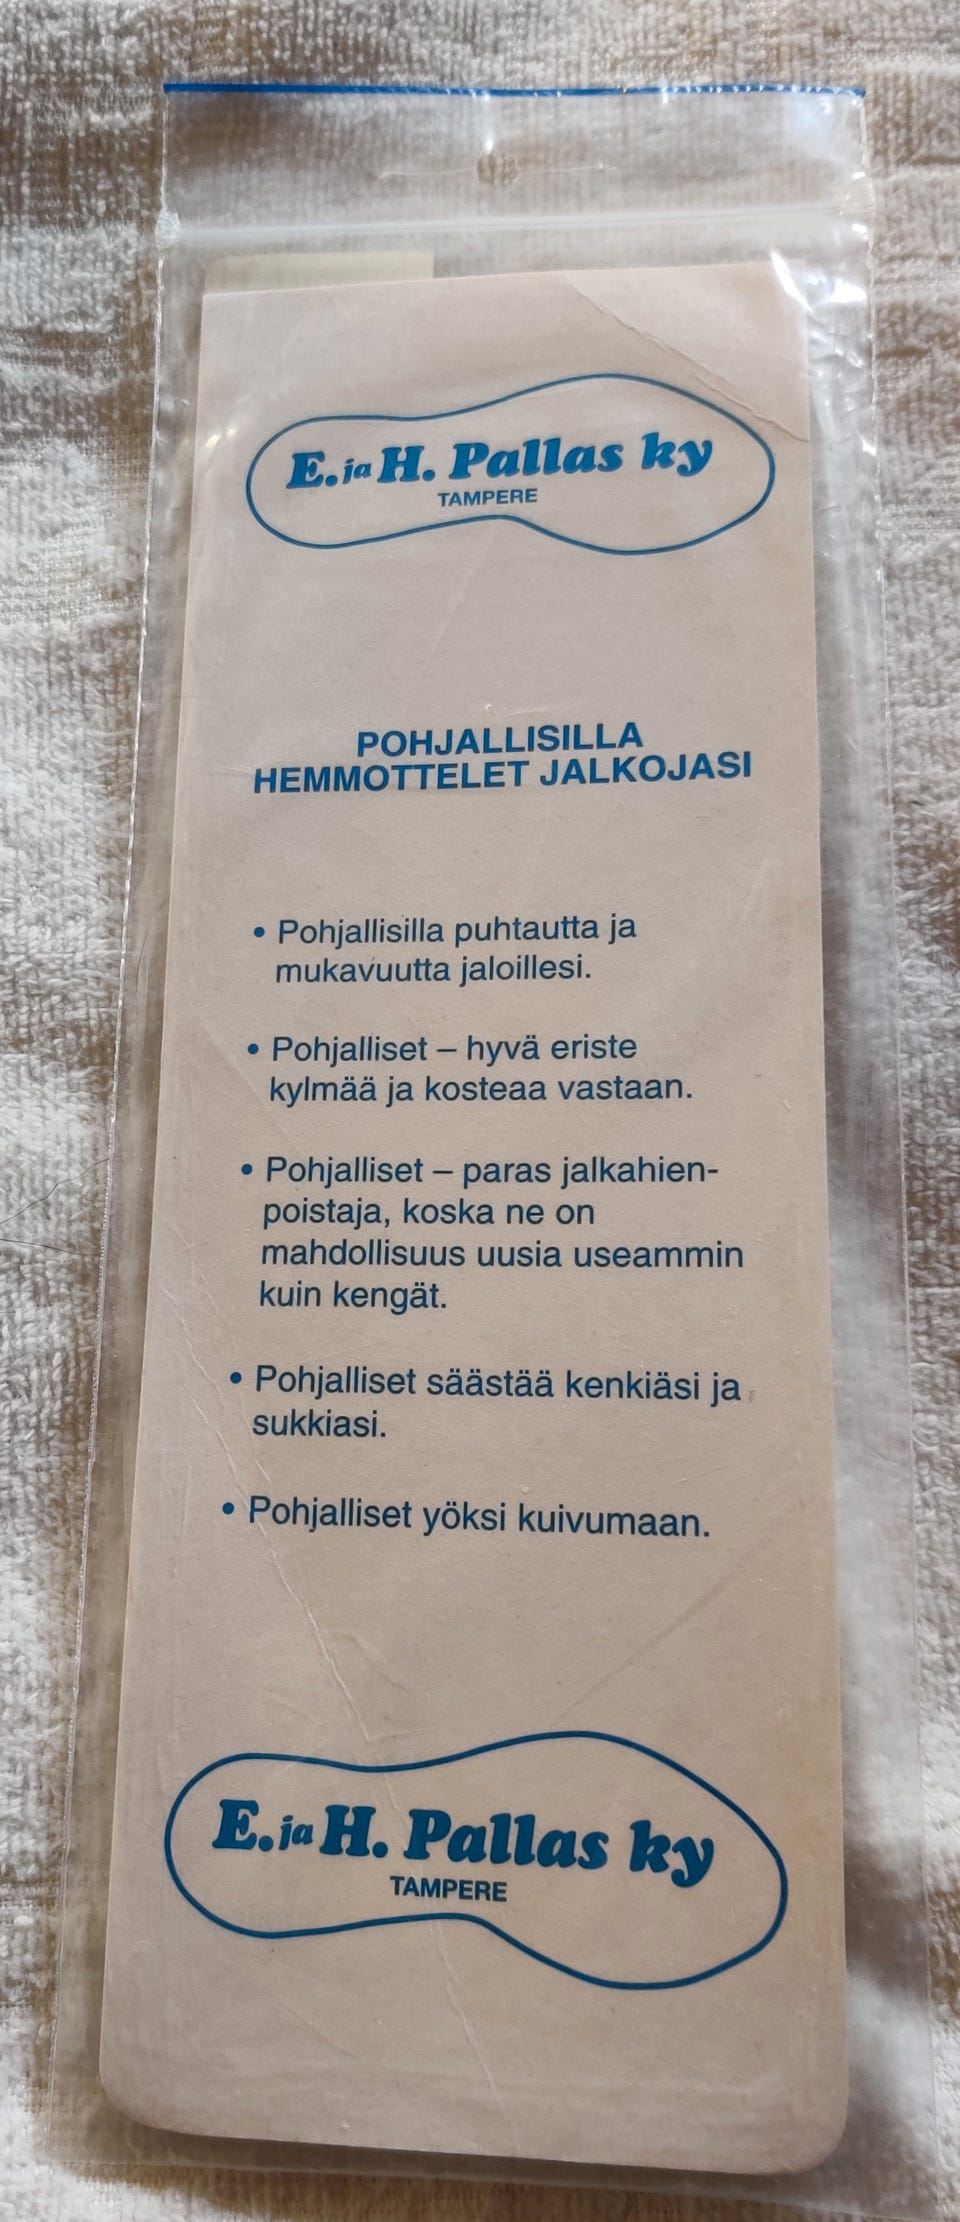 E. ja H. Pallas ky
TAMPERE
POHJALLISILLA
HEMMOTTELET JALKOJASI
• Pohjallisilla puhtautta ja
mukavuutta jaloillesi.
• Pohjalliset – hyvä eriste
kylmää ja kosteaa vastaan.
• Pohjalliset – paras jalkahien-
poistaja, koska ne on
mahdollisuus uusia useammin
kuin kengät.
• Pohjalliset säästää kenkiäsi ja
sukkiasi.
• Pohjalliset yöksi kuivumaan.
E. ja H. Pallas ky
TAMPERE